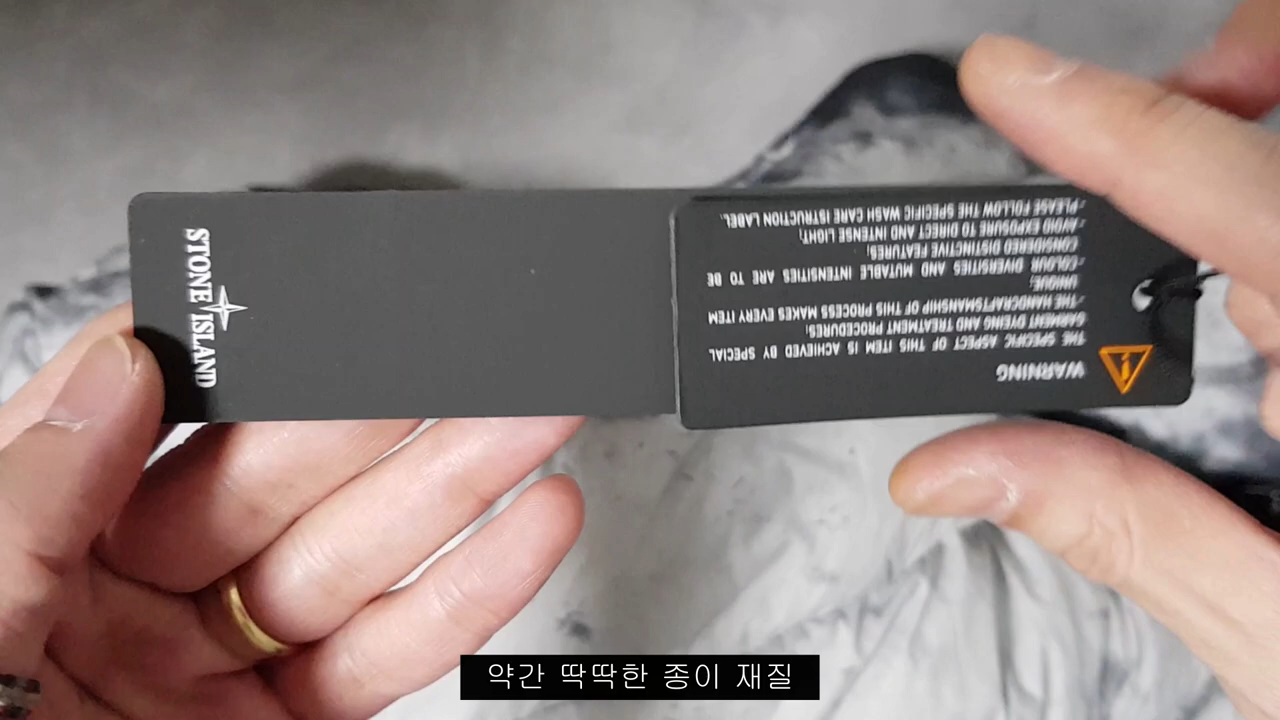 STONE ISLAND
WARNING
THE SPECIFIC ASPECT OF THIS ITEM IS ACHIEVED BY SPECIAL
GARMENT DYEING AND TREATMENT PROCEDURES:
-THE HANDCRAFTSMANSHIP OF THIS PROCESS MAKES EVERY ITEM
UNIQUE;
-COLOUR DIVERSITIES AND MUTABLE INTENSITIES ARE TO BE
CONSIDERED DISTINCTIVE FEATURES;
-AVOID EXPOSURE TO DIRECT AND INTENSE LIGHT;
-PLEASE FOLLOW THE SPECIFIC WASH CARE ISTRUCTION LABEL.
약간 딱딱한 종이 재질